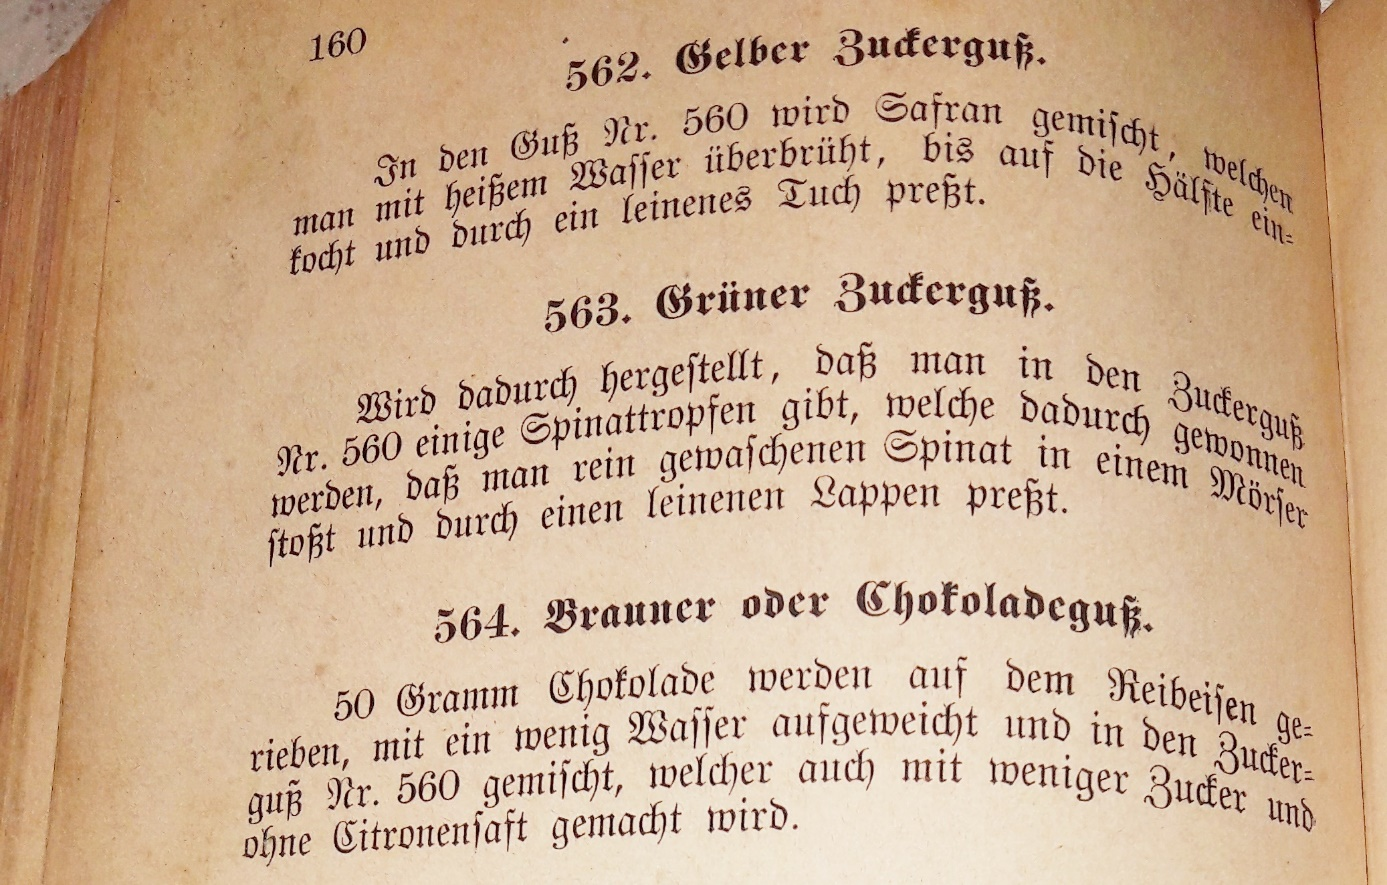 160
562. Gelber Zuckerguß.
In den Guß Nr. 560 wird Safran gemischt, welchen
man mit heißem Wasser überbrüht, bis auf die Hälfte ein-
kocht und durch ein leinenes Tuch preßt.
563. Grüner Zuckerguß.
Wird dadurch hergestellt, daß man in den Zuckerguß
Nr. 560 einige Spinattropfen gibt, welche dadurch gewonnen
werden, daß man rein gewaschenen Spinat in einem Mörser
stoßt und durch einen leinenen Lappen preßt.
564. Brauner oder Chokoladeguß.
50 Gramm Chokolade werden auf dem Reibeisen ge-
rieben, mit ein wenig Wasser aufgeweicht und in den Zucker-
guß Nr. 560 gemischt, welcher auch mit weniger Zucker und
ohne Citronensaft gemacht wird.